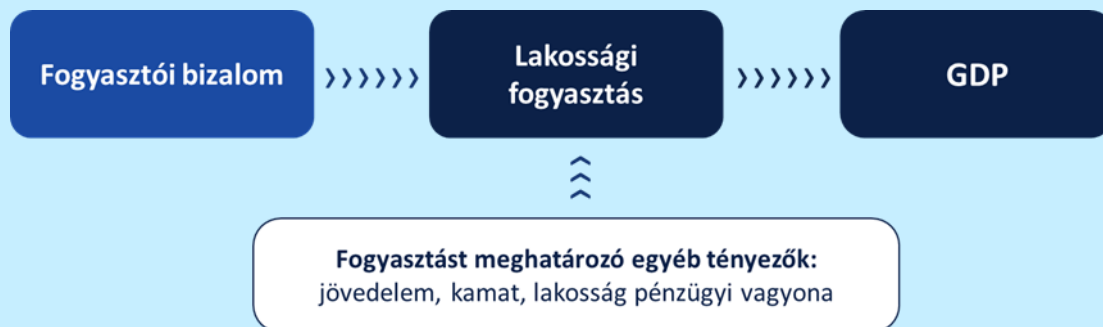 Fogyasztói bizalom
Lakossági
fogyasztás
GDP
Fogyasztást meghatározó egyéb tényezők:
jövedelem, kamat, lakosság pénzügyi vagyona